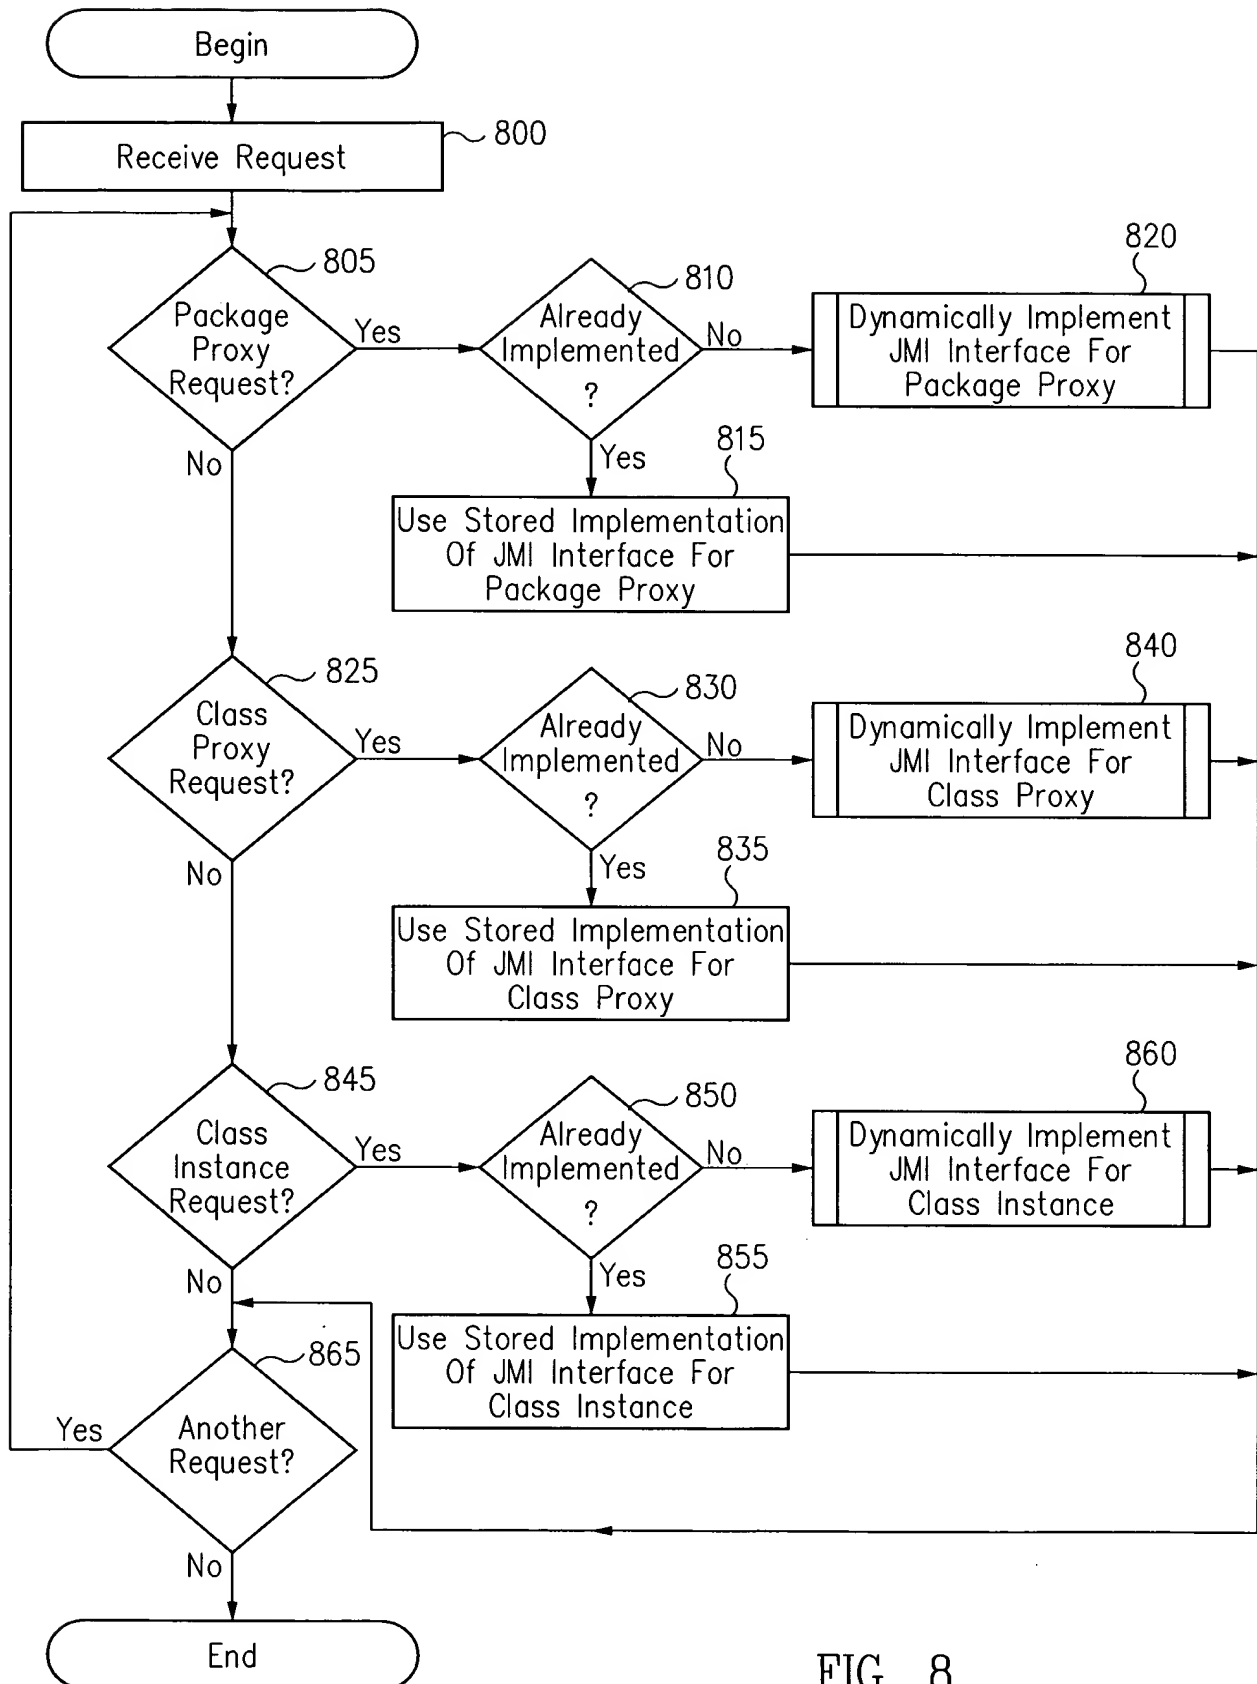 Begin
800
Receive Request
805
Package
Proxy
Request?
Yes
No
810
Already
Implemented
?
No
Yes
820
Dynamically Implement
JMI Interface For
Package Proxy
815
Use Stored Implementation
Of JMI Interface For
Package Proxy
825
Class
Proxy
Request?
Yes
No
830
Already
Implemented
?
No
Yes
840
Dynamically Implement
JMI Interface For
Class Proxy
835
Use Stored Implementation
Of JMI Interface For
Class Proxy
845
Class
Instance
Request?
Yes
No
850
Already
Implemented
?
No
Yes
860
Dynamically Implement
JMI Interface For
Class Instance
855
Use Stored Implementation
Of JMI Interface For
Class Instance
865
Another
Request?
Yes
No
End
FIG. 8